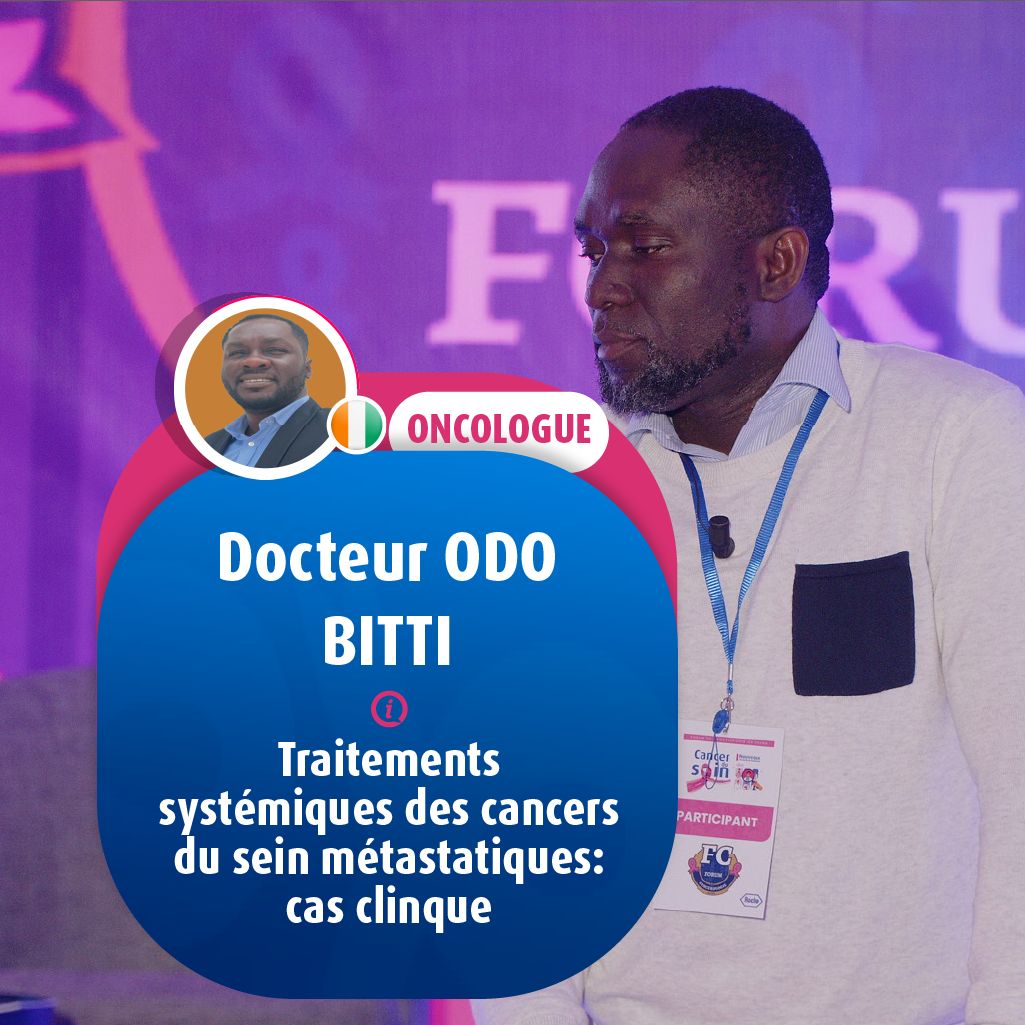 FORU
ONCOLOGUE
Docteur ODO
BITTI
i
Traitements
systémiques des cancers
du sein métastatiques:
cas clinque
Cancer
du
sein
PARTICIPANT
FC
FORUM
Roche